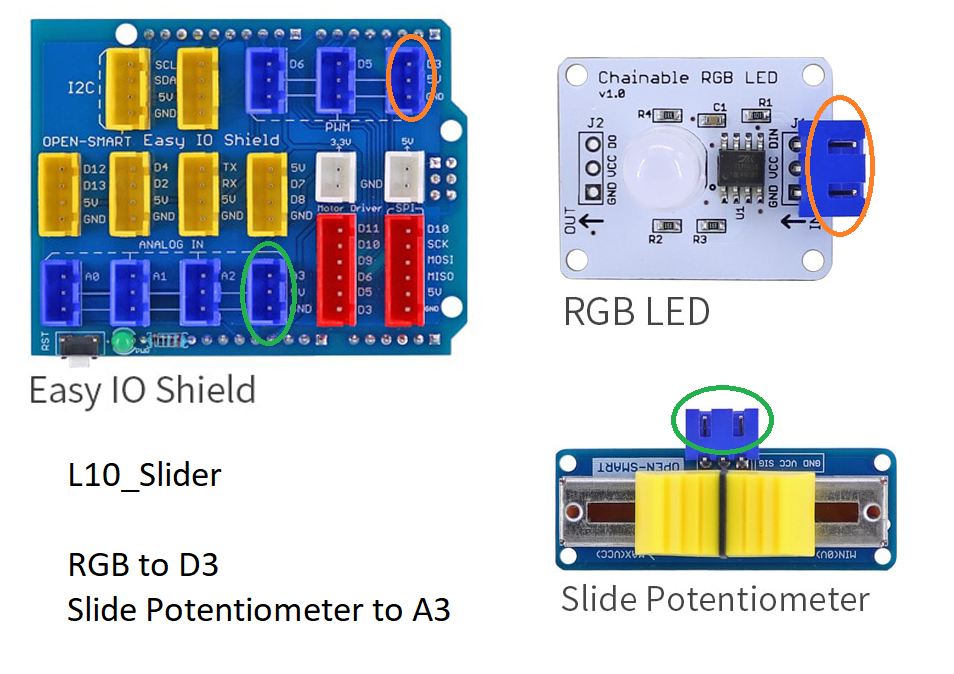 D6
D5
D3
5V
GND
SCL
SDA
5V
GND
I2C
PWM
OPEN-SMART Easy IO Shield
3.3V
5V
GND
D12
D13
5V
GND
D4
D2
5V
GND
TX
RX
5V
GND
5V
D7
D8
GND
Motor Driver
SPI
ANALOG IN
A0
A1
A2
D11
D10
D9
D6
D5
D3
D10
SCK
MOSI
MISO
5V
GND
RST
PWD
Easy IO Shield
Chainable RGB LED
v1.0
R4
C1
R1
J2
GND VCC DO
GND VCC DIN
U1
R2
R3
OUT
IN
RGB LED
L10_Slider
RGB to D3
Slide Potentiometer to A3
OPEN-SMART
GND VCC SIG
MAX(VCC)
MIN(0V)
Slide Potentiometer